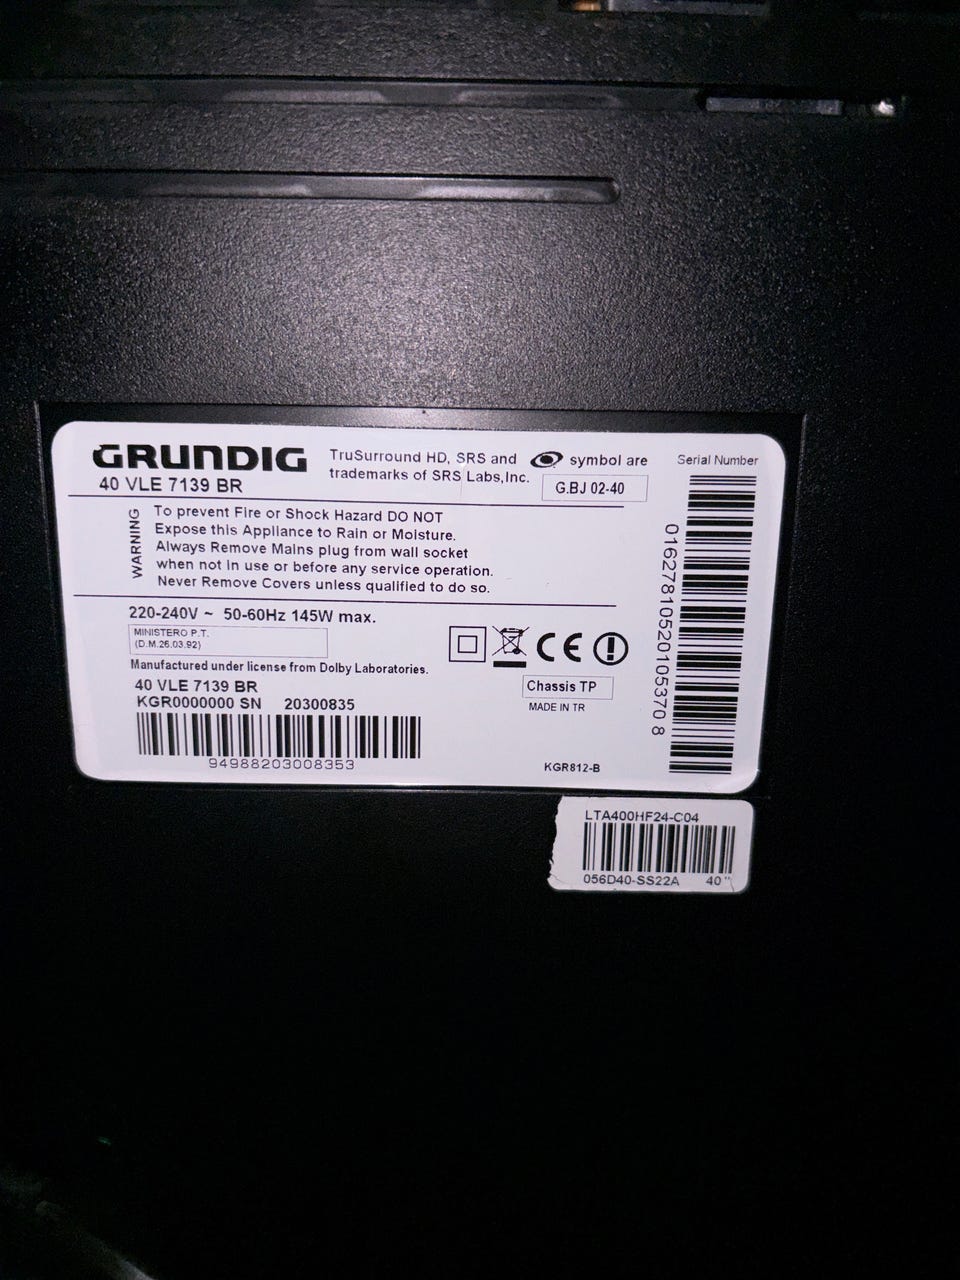 GRUNDIG
40 VLE 7139 BR
TruSurround HD, SRS and symbol are
trademarks of SRS Labs,Inc.
G.BJ 02-40
Serial Number
WARNING
To prevent Fire or Shock Hazard DO NOT
Expose this Appliance to Rain or Moisture.
Always Remove Mains plug from wall socket
when not in use or before any service operation.
Never Remove Covers unless qualified to do so.
220-240V ~ 50-60Hz 145W max.
MINISTERO P.T.
(D.M.26.03.92)
Manufactured under license from Dolby Laboratories.
40 VLE 7139 BR
KGR0000000 SN 20300835
94988203008353
CE
Chassis TP
MADE IN TR
KGR812-B
01627810520105370 8
LTA400HF24-C04
056D40-SS22A 40"